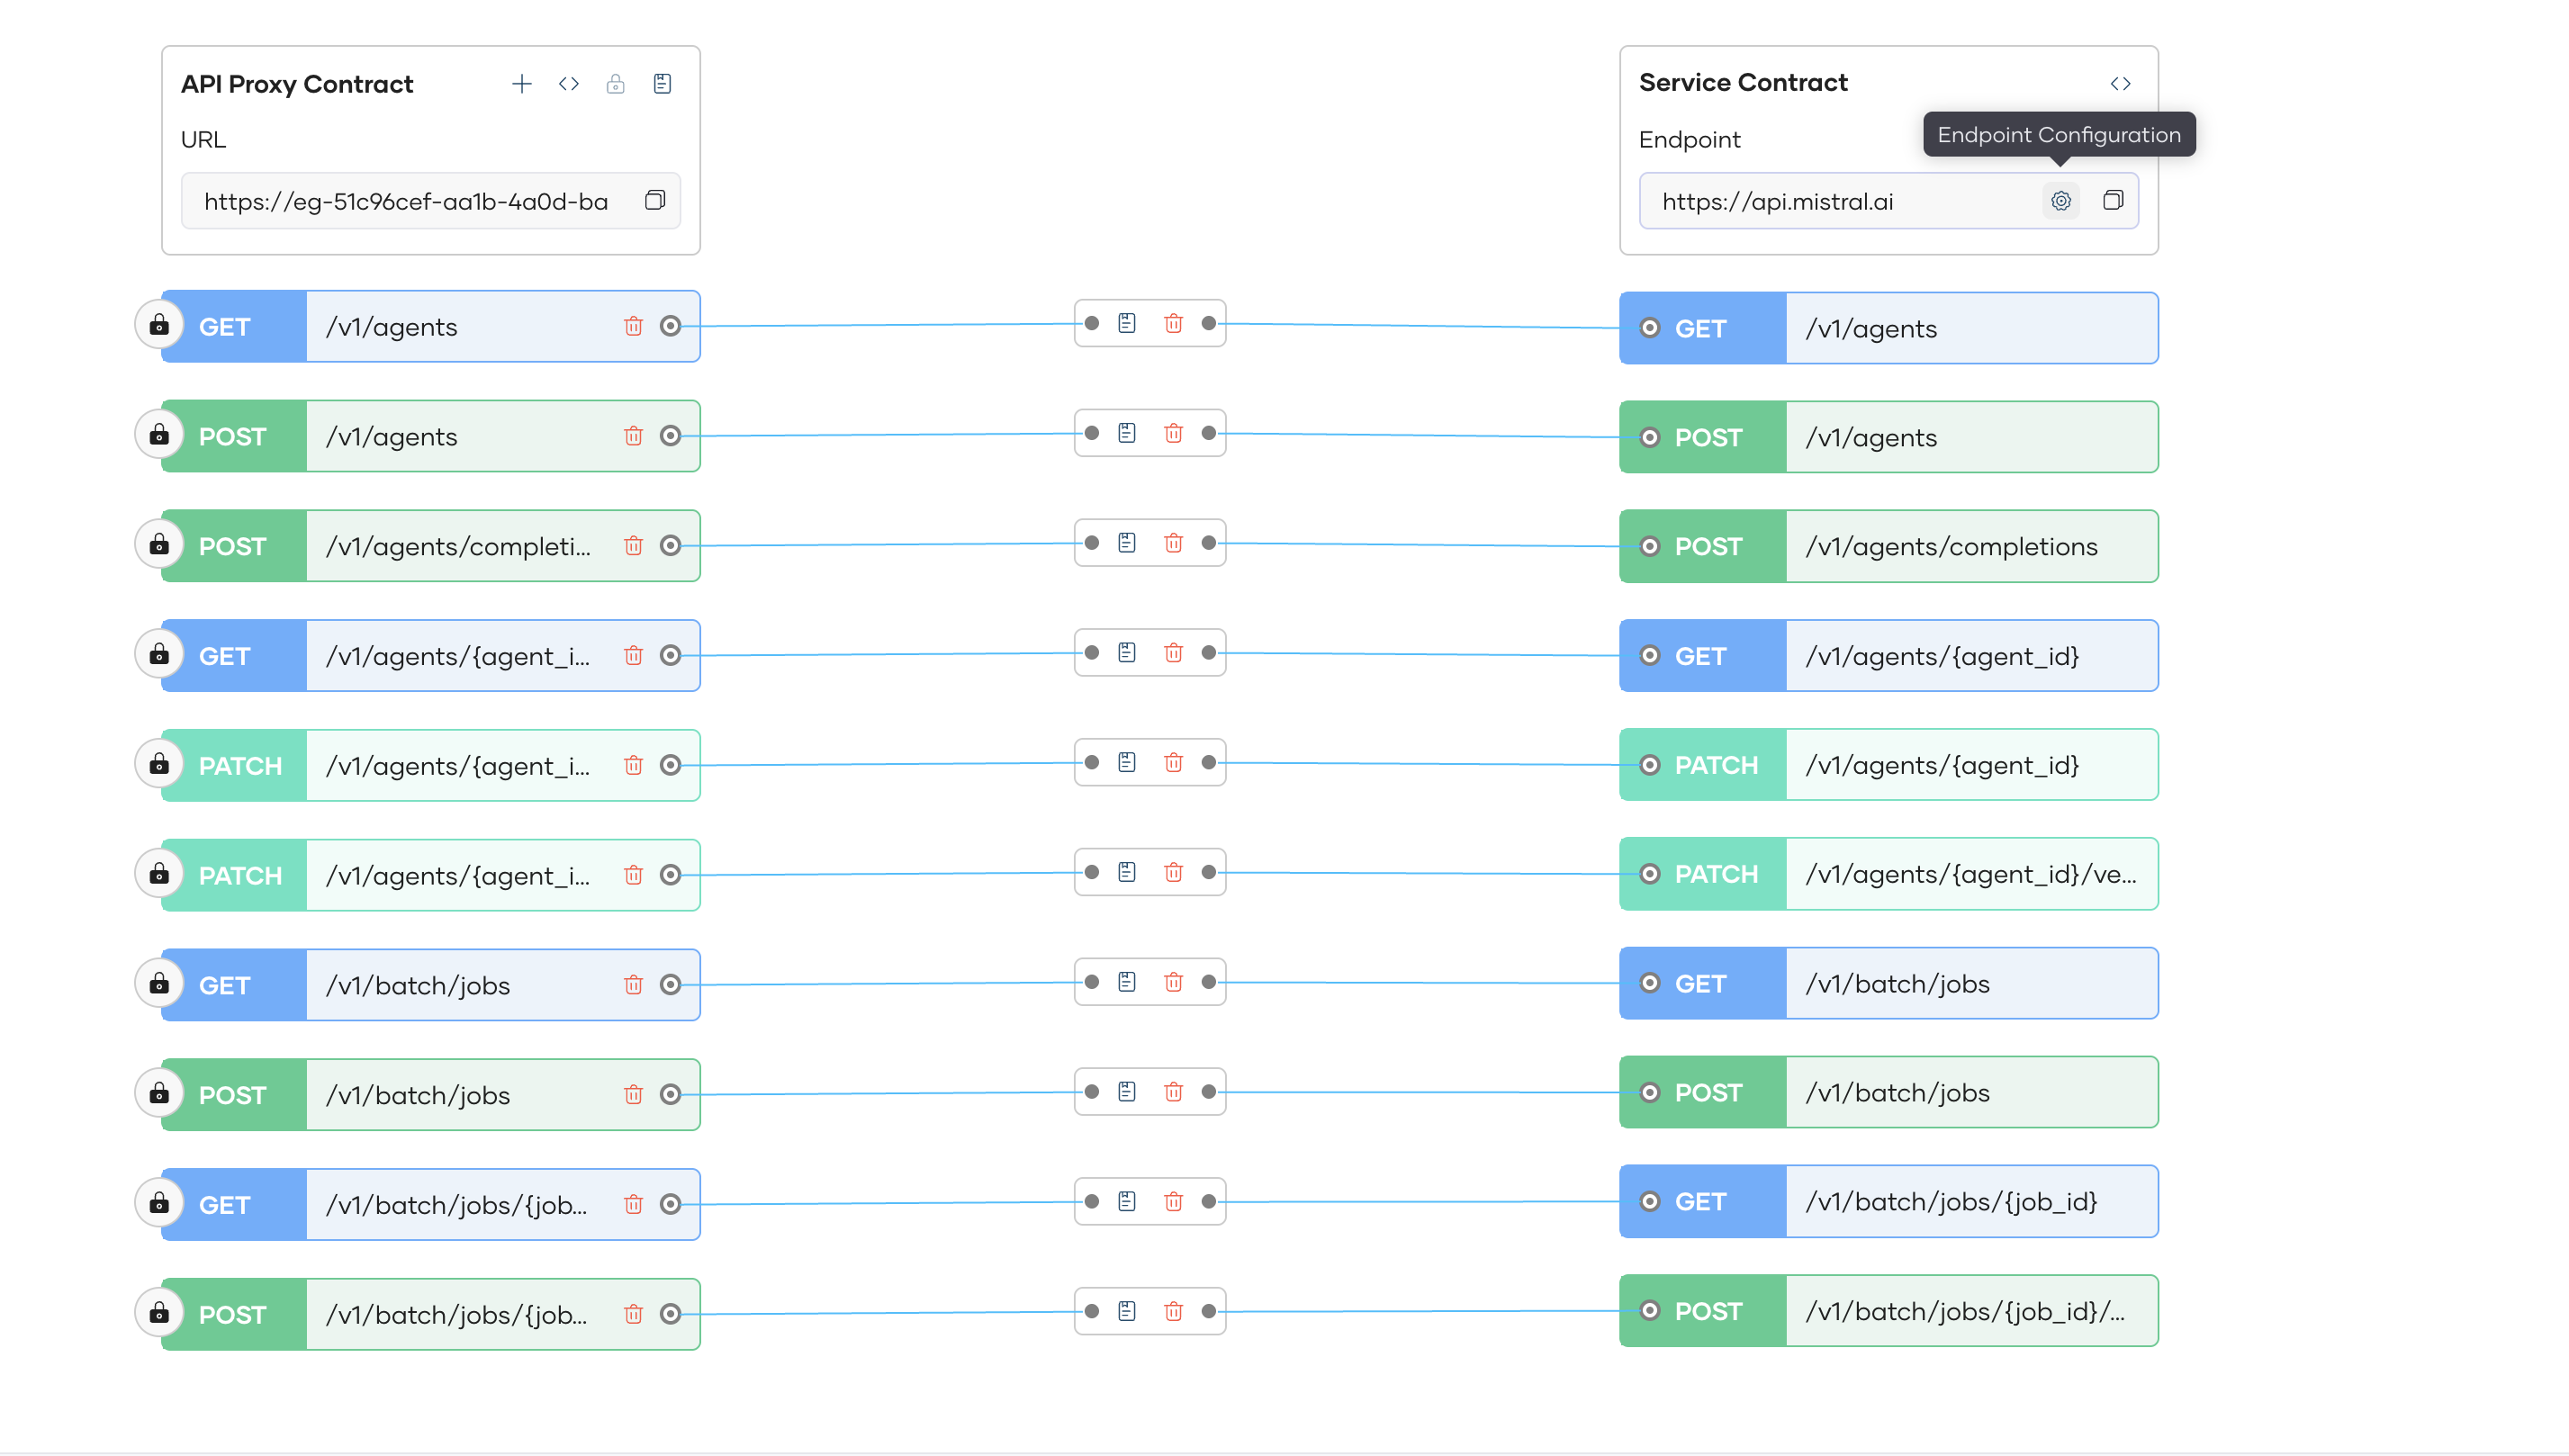 API Proxy Contract
URL
https://eg-51c96cef-aa1b-4a0d-ba
Service Contract
Endpoint
Endpoint Configuration
https://api.mistral.ai
GET /v1/agents
GET /v1/agents
POST /v1/agents
POST /v1/agents
POST /v1/agents/completi...
POST /v1/agents/completions
GET /v1/agents/{agent_i...
GET /v1/agents/{agent_id}
PATCH /v1/agents/{agent_i...
PATCH /v1/agents/{agent_id}
PATCH /v1/agents/{agent_i...
PATCH /v1/agents/{agent_id}/ve...
GET /v1/batch/jobs
GET /v1/batch/jobs
POST /v1/batch/jobs
POST /v1/batch/jobs
GET /v1/batch/jobs/{job...
GET /v1/batch/jobs/{job_id}
POST /v1/batch/jobs/{job...
POST /v1/batch/jobs/{job_id}/...